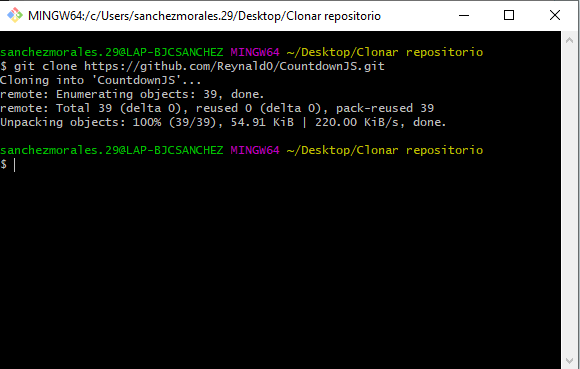 MINGW64:/c/Users/sanchezmorales.29/Desktop/Clonar repositorio
sanchezmorales.29@LAP-BJCSANCHEZ MINGW64 ~/Desktop/Clonar repositorio
$ git clone https://github.com/ReynaldO/CountdownJS.git
Cloning into 'CountdownJS'...
remote: Enumerating objects: 39, done.
remote: Total 39 (delta 0), reused 0 (delta 0), pack-reused 39
Unpacking objects: 100% (39/39), 54.91 KiB | 220.00 KiB/s, done.
sanchezmorales.29@LAP-BJCSANCHEZ MINGW64 ~/Desktop/Clonar repositorio
$